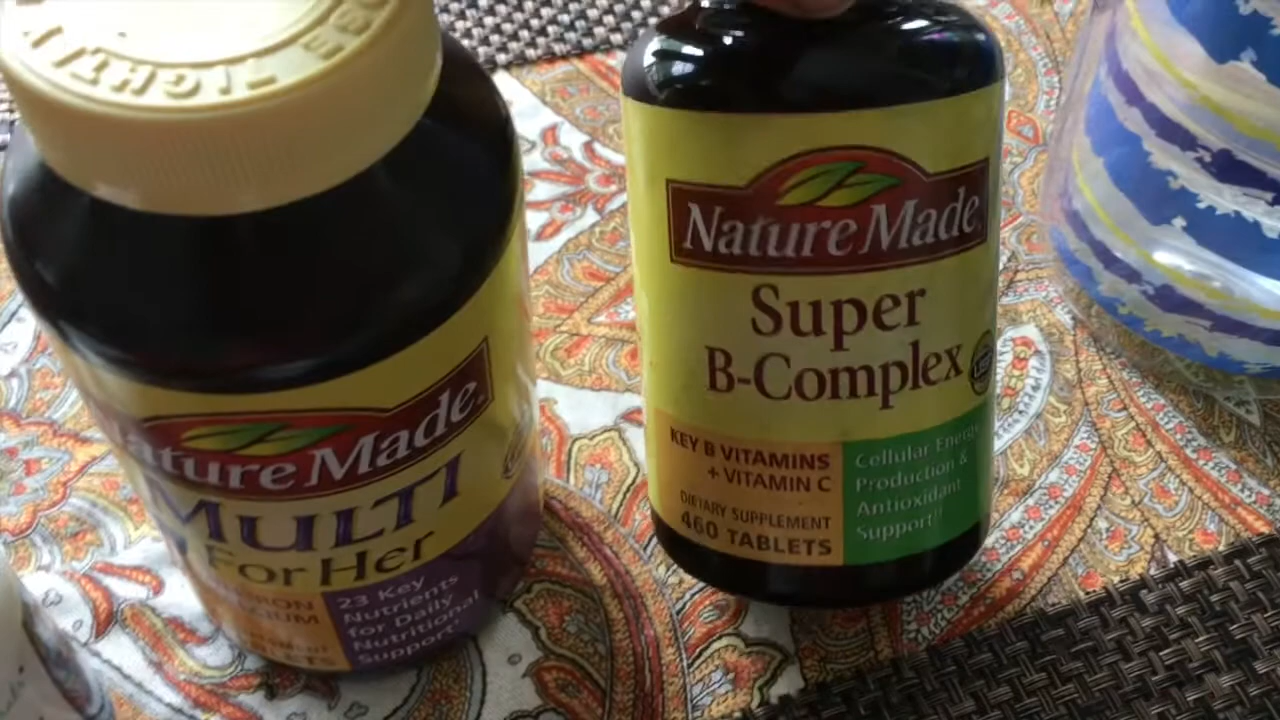 TIGHTLY
Nature Made
MULTI
For Her
23 Key
Nutrients
for Daily
Nutritional
Support
Nature Made
Super
B-Complex
KEY B VITAMINS
+ VITAMIN C
DIETARY SUPPLEMENT
460 TABLETS
Cellular Energy
Production &
Antioxidant
Support